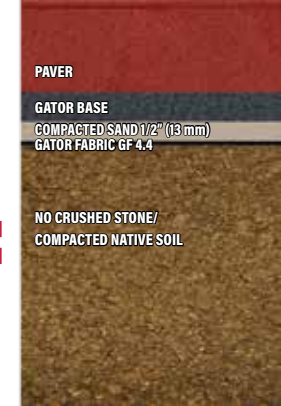 PAVER
GATOR BASE
COMPACTED SAND 1/2" (13 mm)
GATOR FABRIC GF 4.4
NO CRUSHED STONE/
COMPACTED NATIVE SOIL